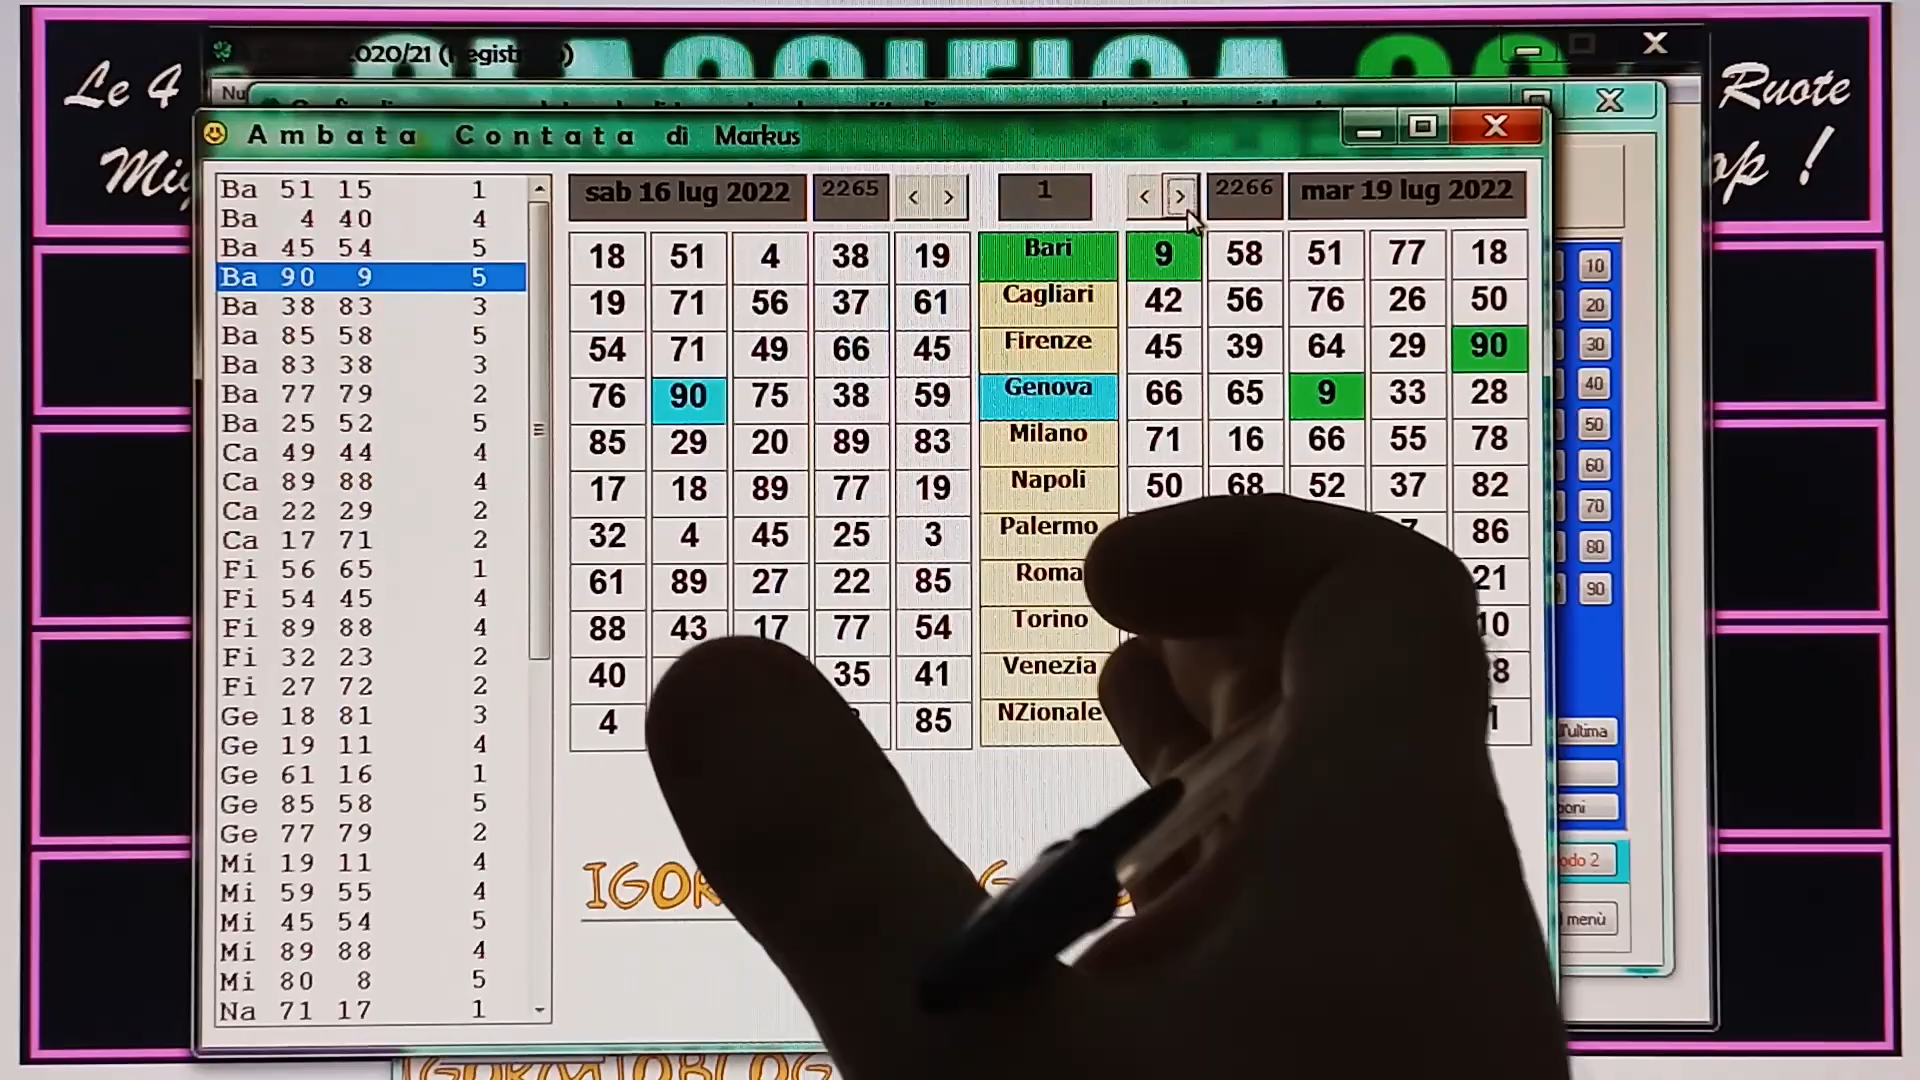 Le 4
Ruote
2020/21
Nu
Ambata Contata di Markus
Ba 51 15 1
Ba 4 40 4
Ba 45 54 5
Ba 90 9 5
Ba 38 83 3
Ba 85 58 5
Ba 83 38 3
Ba 77 79 2
Ba 25 52 5
Ca 49 44 4
Ca 89 88 4
Ca 22 29 2
Ca 17 71 2
Fi 56 65 1
Fi 54 45 4
Fi 89 88 4
Fi 32 23 2
Fi 27 72 2
Ge 18 81 3
Ge 19 11 4
Ge 61 16 1
Ge 85 58 5
Ge 77 79 2
Mi 19 11 4
Mi 59 55 4
Mi 45 54 5
Mi 89 88 4
Mi 80 8 5
Na 71 17 1
sab 16 lug 2022 2265 < > 1 < > 2266 mar 19 lug 2022
18 51 4 38 19 Bari 9 58 51 77 18
19 71 56 37 61 Cagliari 42 56 76 26 50
54 71 49 66 45 Firenze 45 39 64 29 90
76 90 75 38 59 Genova 66 65 9 33 28
85 29 20 89 83 Milano 71 16 66 55 78
17 18 89 77 19 Napoli 50 68 52 37 82
32 4 45 25 3 Palermo 86
61 89 27 22 85 Roma 21
88 43 17 77 54 Torino 10
40 35 41 Venezia
4 85 NZionale
10
20
30
40
50
60
70
80
90
menù